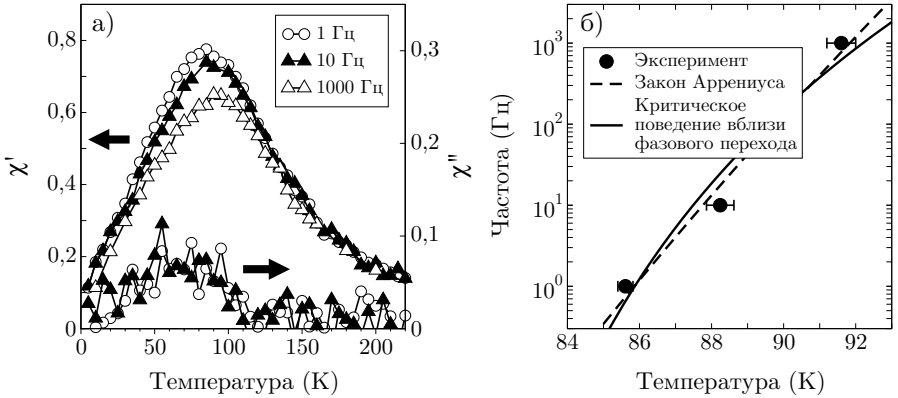 а)
1 Гц
10 Гц
1000 Гц
χ'
0,8
0,6
0,4
0,2
0
0 50 100 150 200
Температура (К)
χ"
0,3
0,2
0,1
0
б)
Эксперимент
Закон Аррениуса
Критическое
поведение вблизи
фазового перехода
Частота (Гц)
10³
10²
10¹
10⁰
84 86 88 90 92
Температура (К)